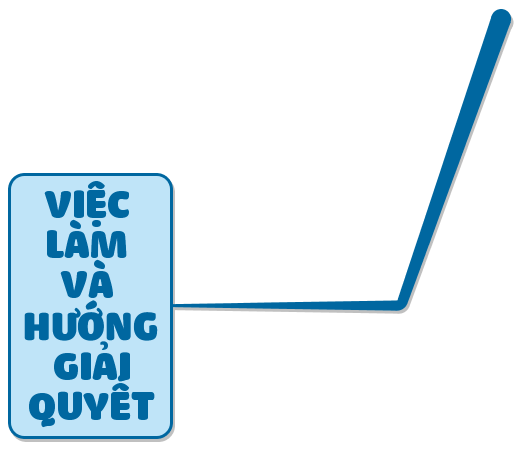 VIỆC
LÀM
VÀ
HƯỚNG
GIẢI
QUYẾT